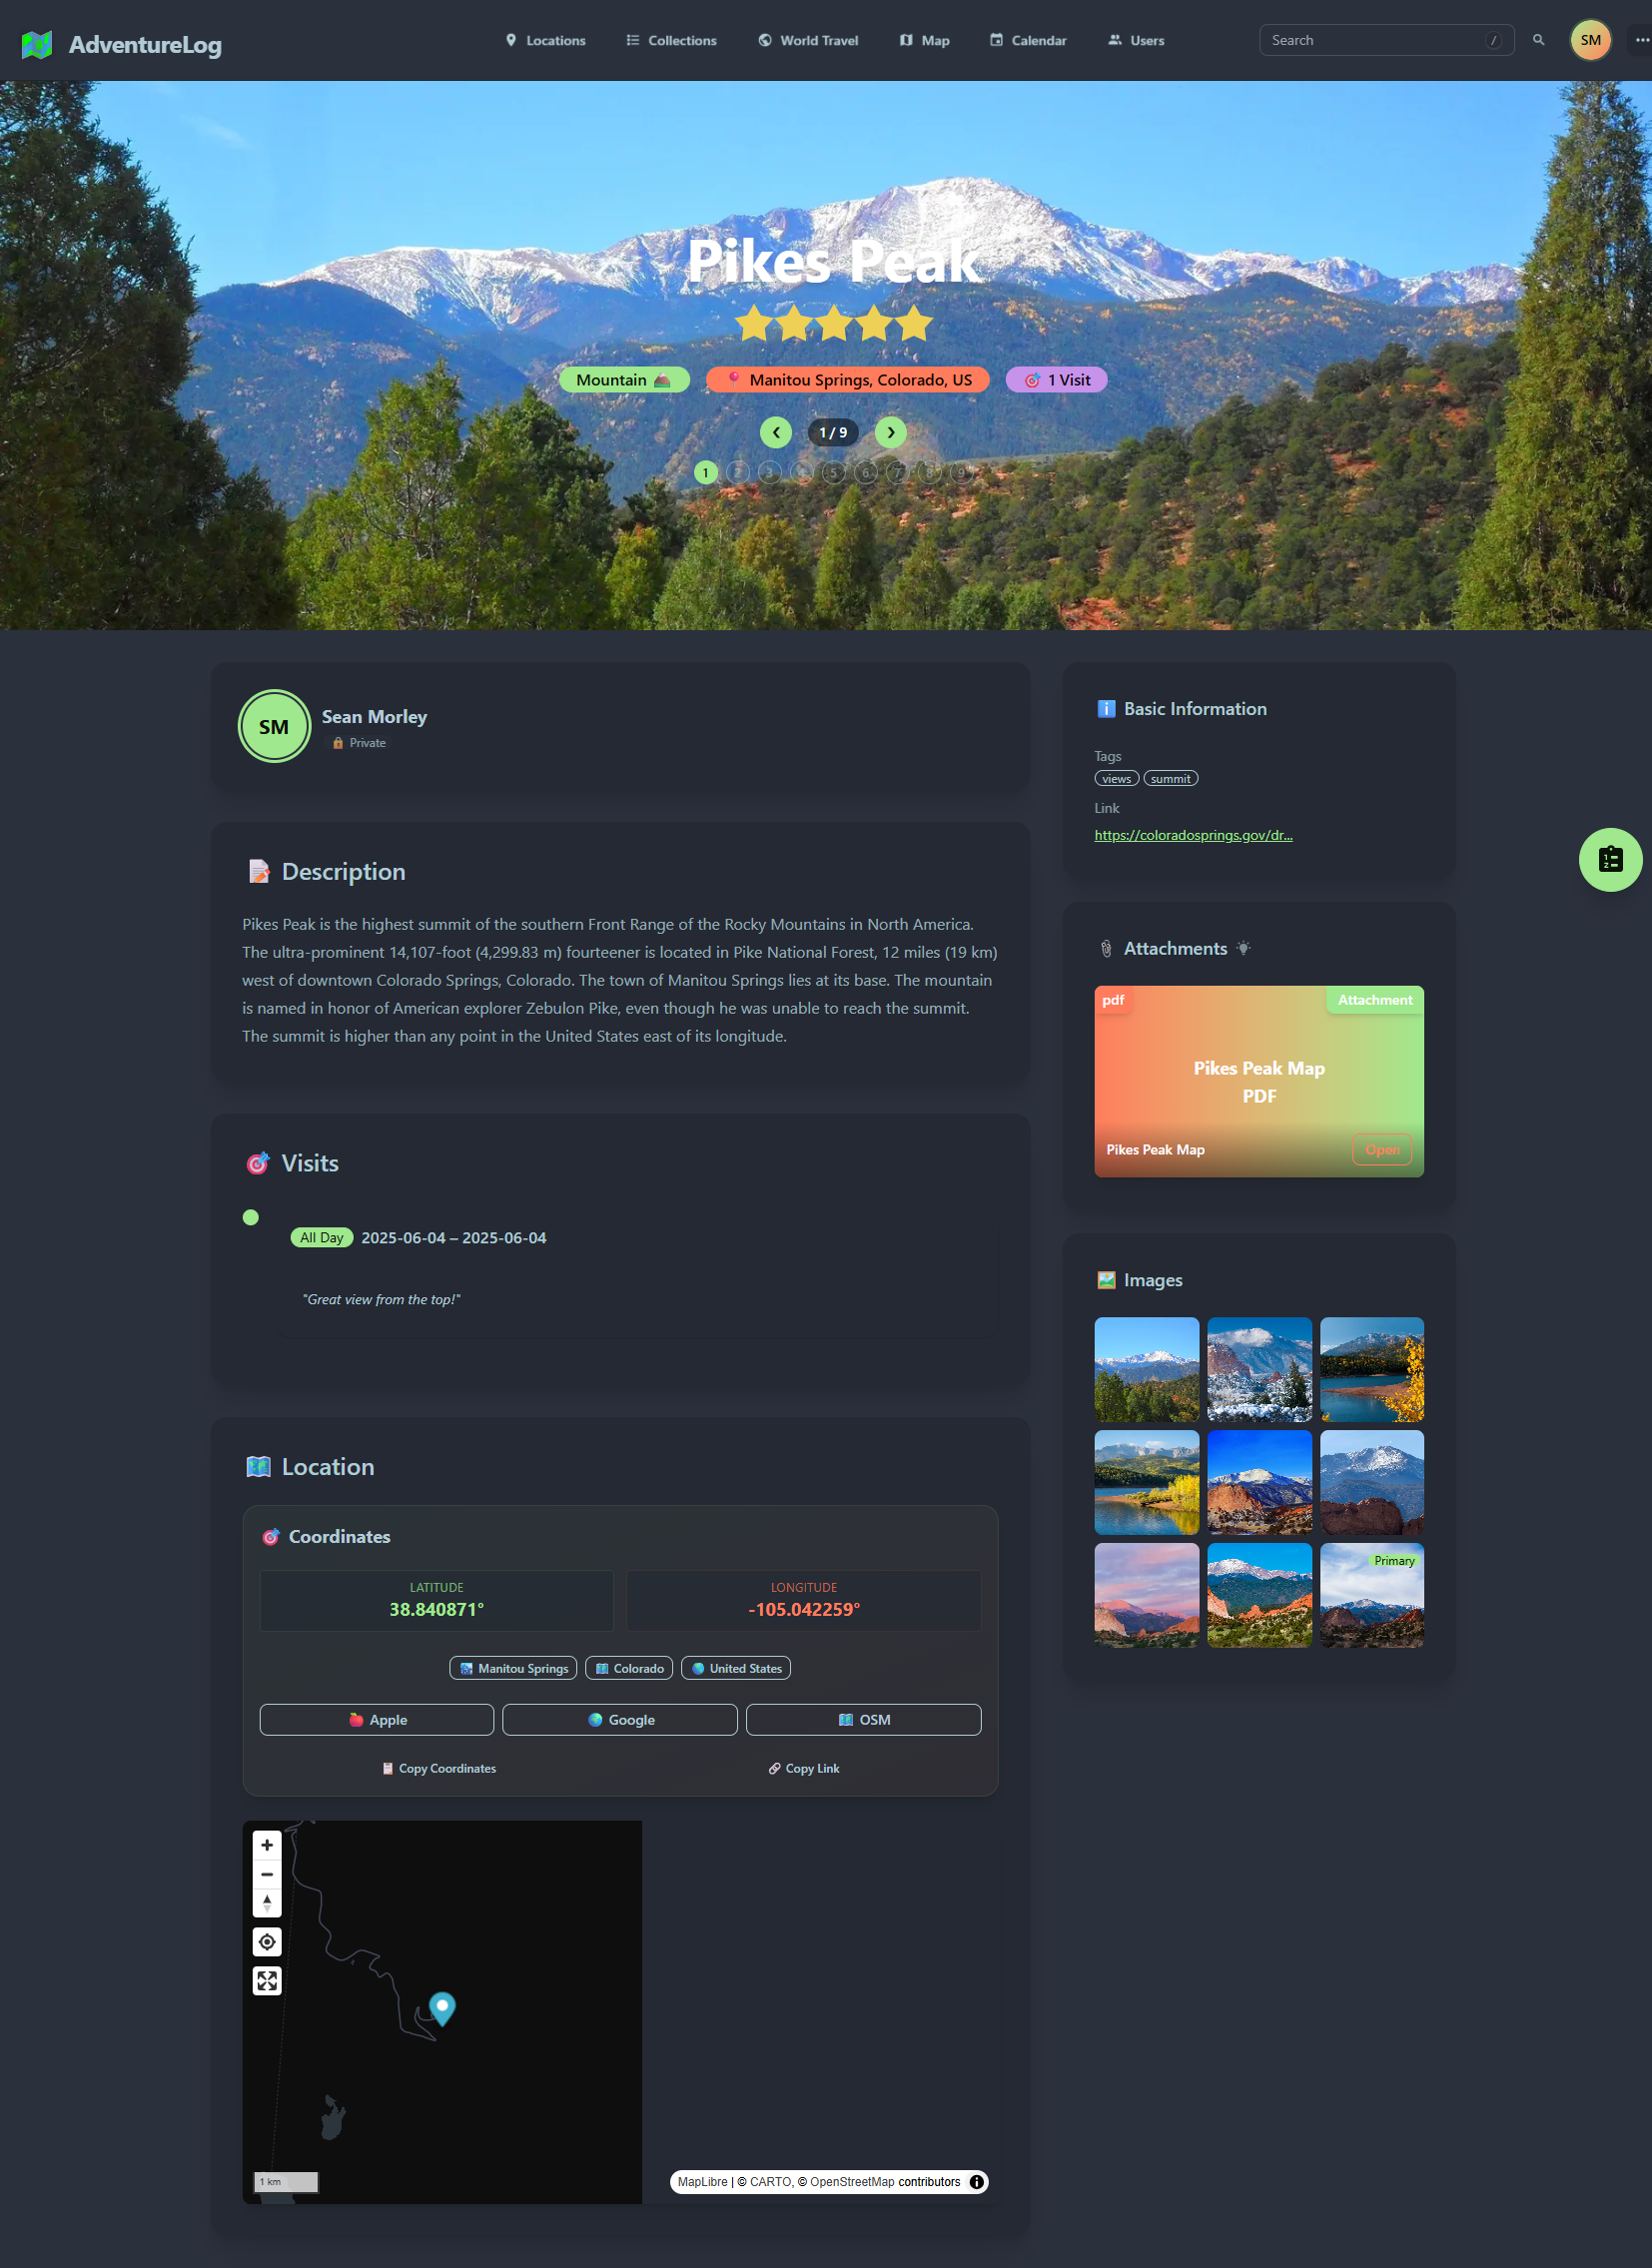 AdventureLog
Locations
Collections
World Travel
Map
Calendar
Users
Search
/
SM
Pikes Peak
Mountain
Manitou Springs, Colorado, US
1 Visit
1 / 9
1 2 3 4 5 6 7 8 9
SM
Sean Morley
Private
Description
Pikes Peak is the highest summit of the southern Front Range of the Rocky Mountains in North America.
The ultra-prominent 14,107-foot (4,299.83 m) fourteener is located in Pike National Forest, 12 miles (19 km)
west of downtown Colorado Springs, Colorado. The town of Manitou Springs lies at its base. The mountain
is named in honor of American explorer Zebulon Pike, even though he was unable to reach the summit.
The summit is higher than any point in the United States east of its longitude.
Visits
All Day 2025-06-04 – 2025-06-04
"Great view from the top!"
Location
Coordinates
LATITUDE
38.840871°
LONGITUDE
-105.042259°
Manitou Springs
Colorado
United States
Apple
Google
OSM
Copy Coordinates
Copy Link
1 km
MapLibre | © CARTO, © OpenStreetMap contributors
Basic Information
Tags
views
summit
Link
https://coloradosprings.gov/dr...
Attachments
pdf
Attachment
Pikes Peak Map
PDF
Pikes Peak Map
Open
Images
Primary